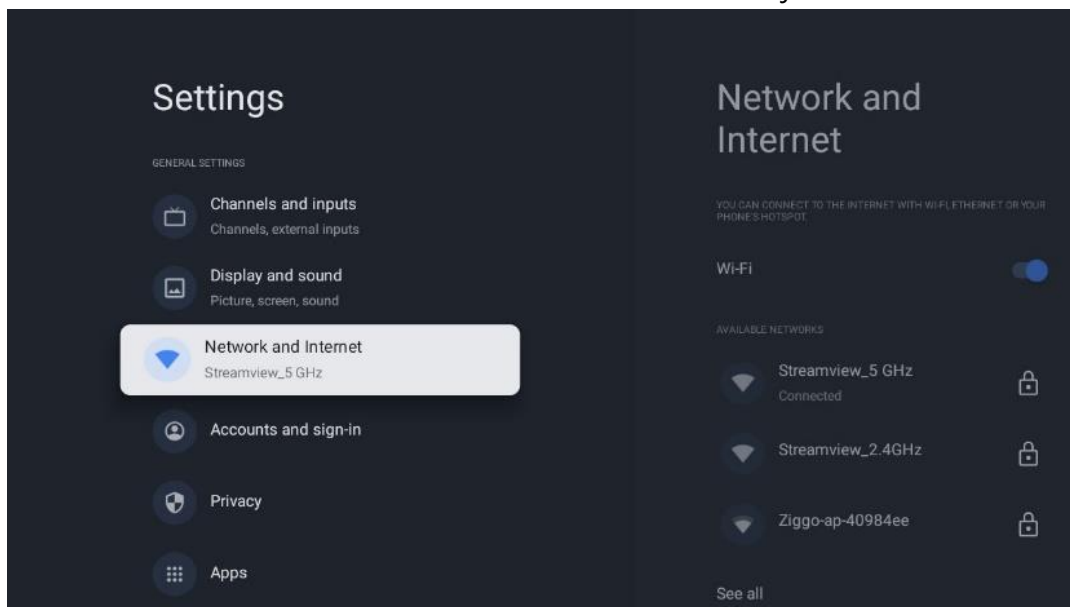 Settings
GENERAL SETTINGS
Channels and inputs
Channels, external inputs
Display and sound
Picture, screen, sound
Network and Internet
Streamview_5 GHz
Accounts and sign-in
Privacy
Apps
Network and
Internet
YOU CAN CONNECT TO THE INTERNET WITH WI-FI, ETHERNET OR YOUR
PHONE'S HOTSPOT.
Wi-Fi
AVAILABLE NETWORKS
Streamview_5 GHz
Connected
Streamview_2.4GHz
Ziggo-ap-40984ee
See all